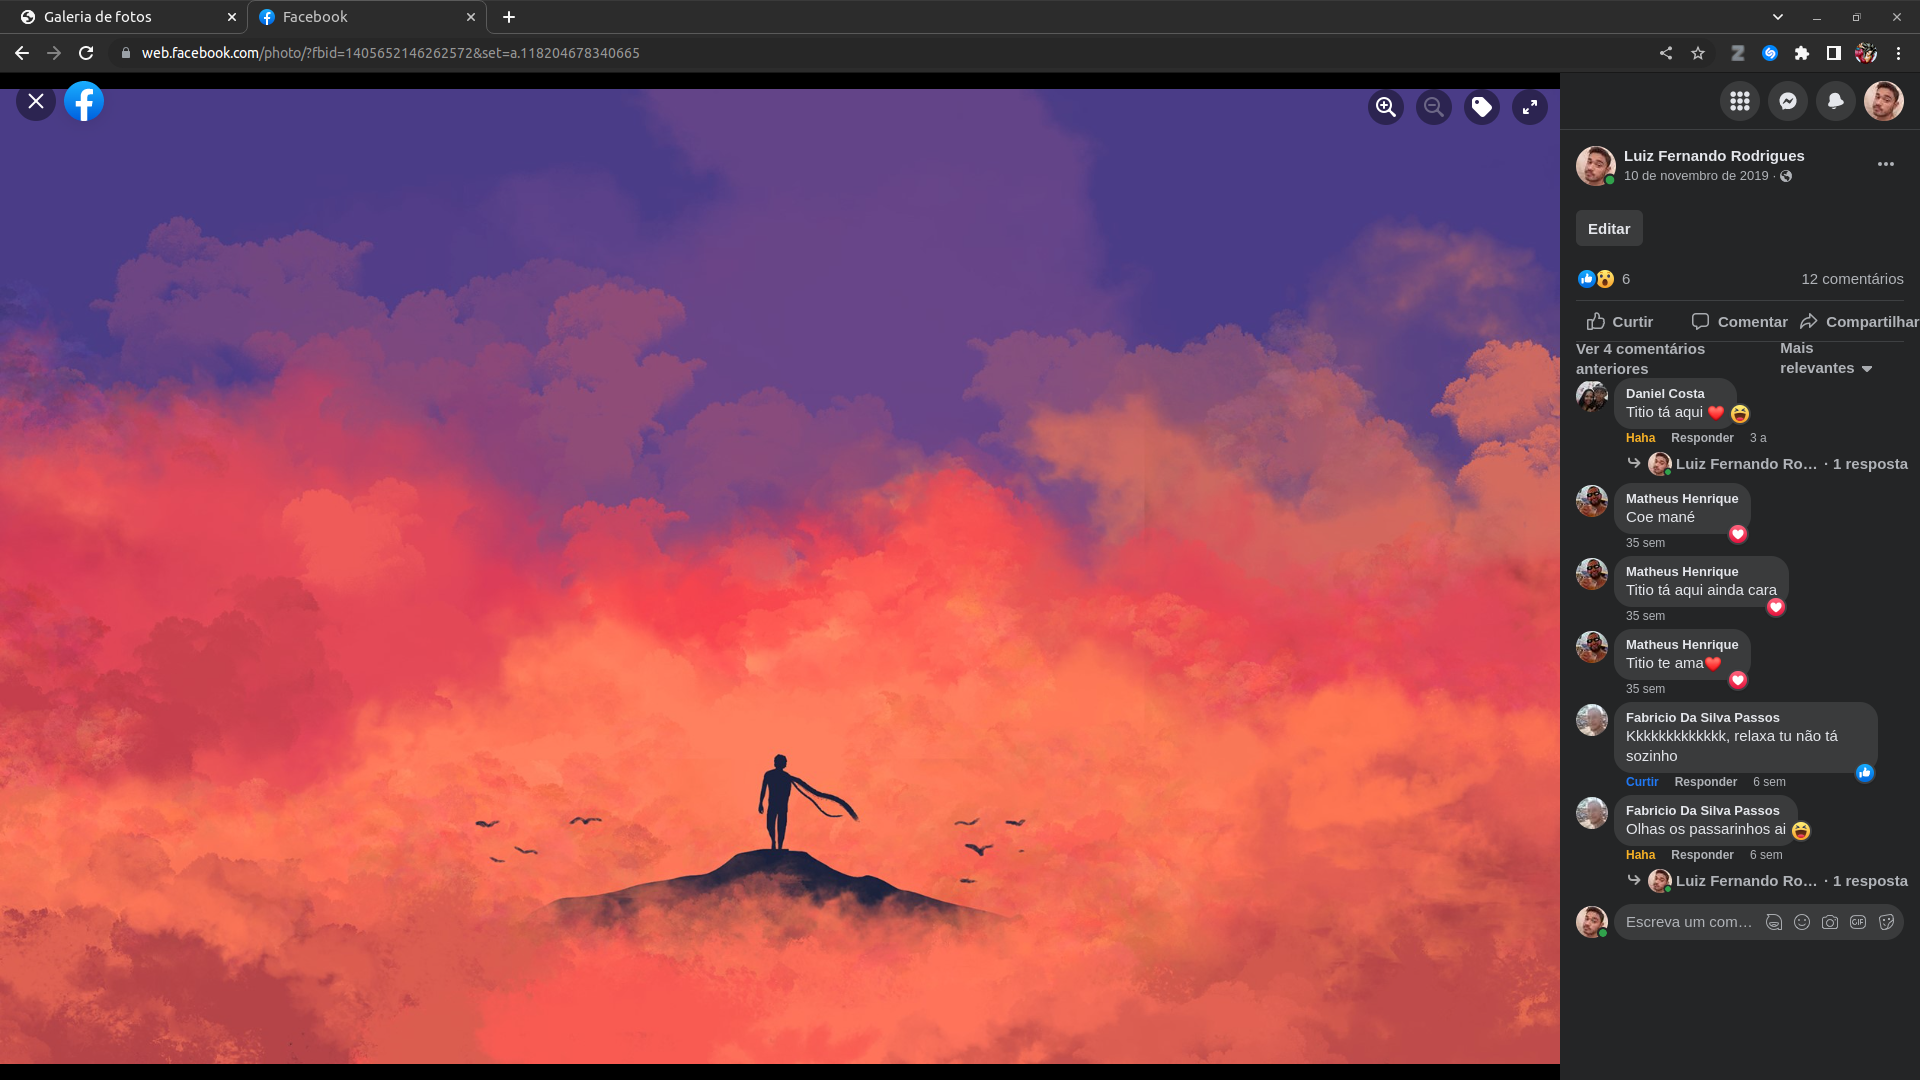 Galeria de fotos
Facebook
web.facebook.com/photo/?fbid=1405652146262572&set=a.118204678340665
Luiz Fernando Rodrigues
10 de novembro de 2019 ·
Editar
6
12 comentários
Curtir
Comentar
Compartilhar
Ver 4 comentários
anteriores
Mais
relevantes
Daniel Costa
Titio tá aqui ❤️
Haha Responder 3 a
Luiz Fernando Ro... · 1 resposta
Matheus Henrique
Coe mané
35 sem
Matheus Henrique
Titio tá aqui ainda cara
35 sem
Matheus Henrique
Titio te ama❤️
35 sem
Fabricio Da Silva Passos
Kkkkkkkkkkkkk, relaxa tu não tá
sozinho
Curtir Responder 6 sem
Fabricio Da Silva Passos
Olhas os passarinhos ai
Haha Responder 6 sem
Luiz Fernando Ro... · 1 resposta
Escreva um com...
GIF